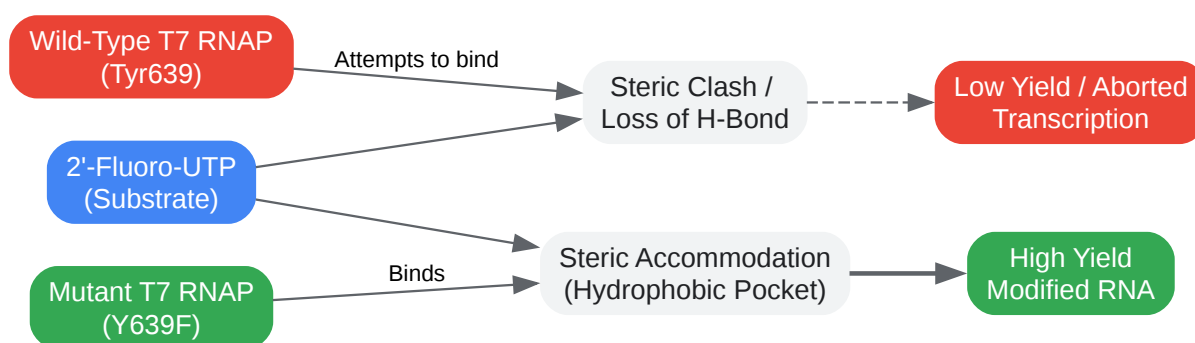 Wild-Type T7 RNAP
(Tyr639)
Attempts to bind
Steric Clash /
Loss of H-Bond
Low Yield / Aborted
Transcription
2'-Fluoro-UTP
(Substrate)
Mutant T7 RNAP
(Y639F)
Binds
Steric Accommodation
(Hydrophobic Pocket)
High Yield
Modified RNA